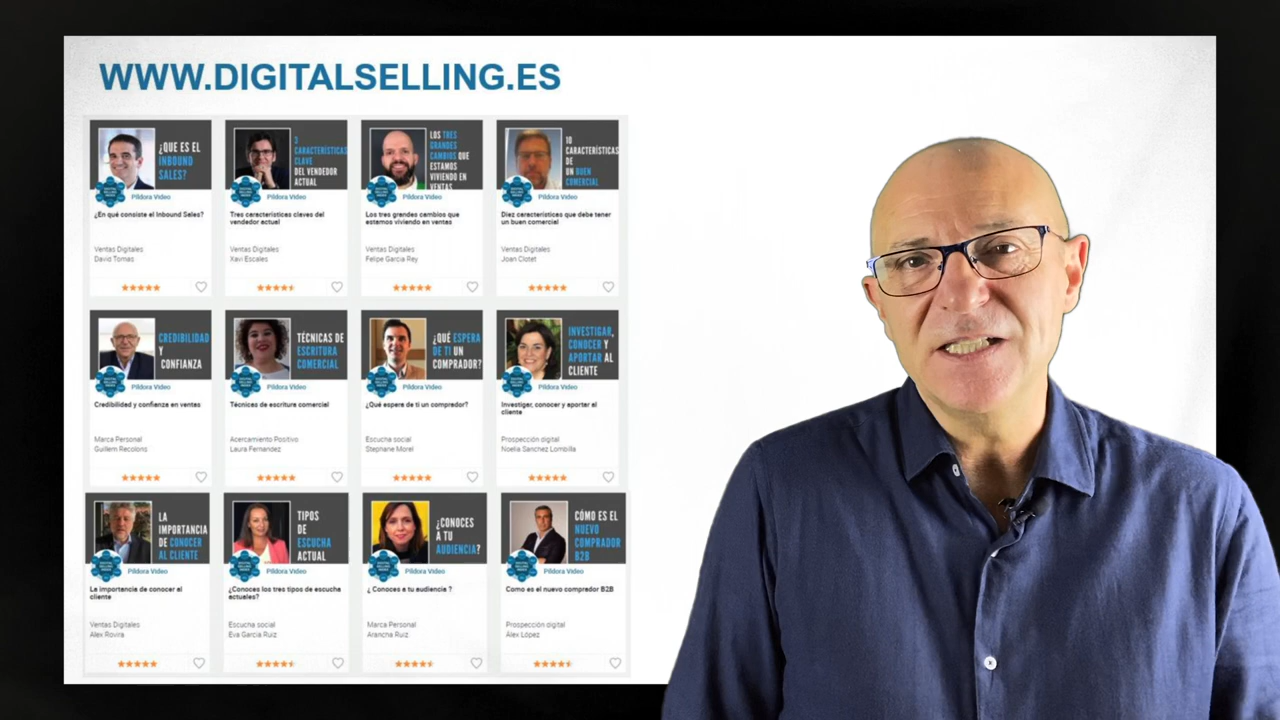 WWW.DIGITALSELLING.ES
¿QUE ES EL
INBOUND
SALES?
Píldora Video
¿En qué consiste el Inbound Sales?
Ventas Digitales
David Tomas
3
CARACTERÍSTICAS
CLAVE
DEL VENDEDOR
ACTUAL
Píldora Video
Tres características claves del
vendedor actual
Ventas Digitales
Xavi Escales
LOS TRES
GRANDES
CAMBIOS QUE
ESTAMOS
VIVIENDO EN
VENTAS
Píldora Video
Los tres grandes cambios que
estamos viviendo en ventas
Ventas Digitales
Felipe García Rey
10
CARACTERÍSTICAS
DE
UN BUEN
COMERCIAL
Píldora Video
Diez características que debe tener
un buen comercial
Ventas Digitales
Joan Clotet
CREDIBILIDAD
Y
CONFIANZA
Píldora Video
Credibilidad y confianza en ventas
Marca Personal
Guillem Recolons
TÉCNICAS DE
ESCRITURA
COMERCIAL
Píldora Video
Técnicas de escritura comercial
Acercamiento Positivo
Laura Fernandez
¿QUÉ ESPERA
DE TI UN
COMPRADOR?
Píldora Video
¿Qué espera de ti un comprador?
Escucha social
Stephane Morel
INVESTIGAR,
CONOCER Y
APORTAR AL
CLIENTE
Píldora Video
Investigar, conocer y aportar al
cliente
Prospección digital
Noelia Sanchez Lombilla
LA
IMPORTANCIA
DE CONOCER
AL CLIENTE
Píldora Video
La importancia de conocer al
cliente
Ventas Digitales
Alex Rovira
TIPOS
DE
ESCUCHA
ACTUAL
Píldora Video
¿Conoces los tres tipos de escucha
actuales?
Escucha social
Eva García Ruiz
¿CONOCES
A TU
AUDIENCIA?
Píldora Video
¿ Conoces a tu audiencia ?
Marca Personal
Arancha Ruiz
CÓMO ES EL
NUEVO
COMPRADOR
B2B
Píldora Video
Como es el nuevo comprador B2B
Prospección digital
Álex López